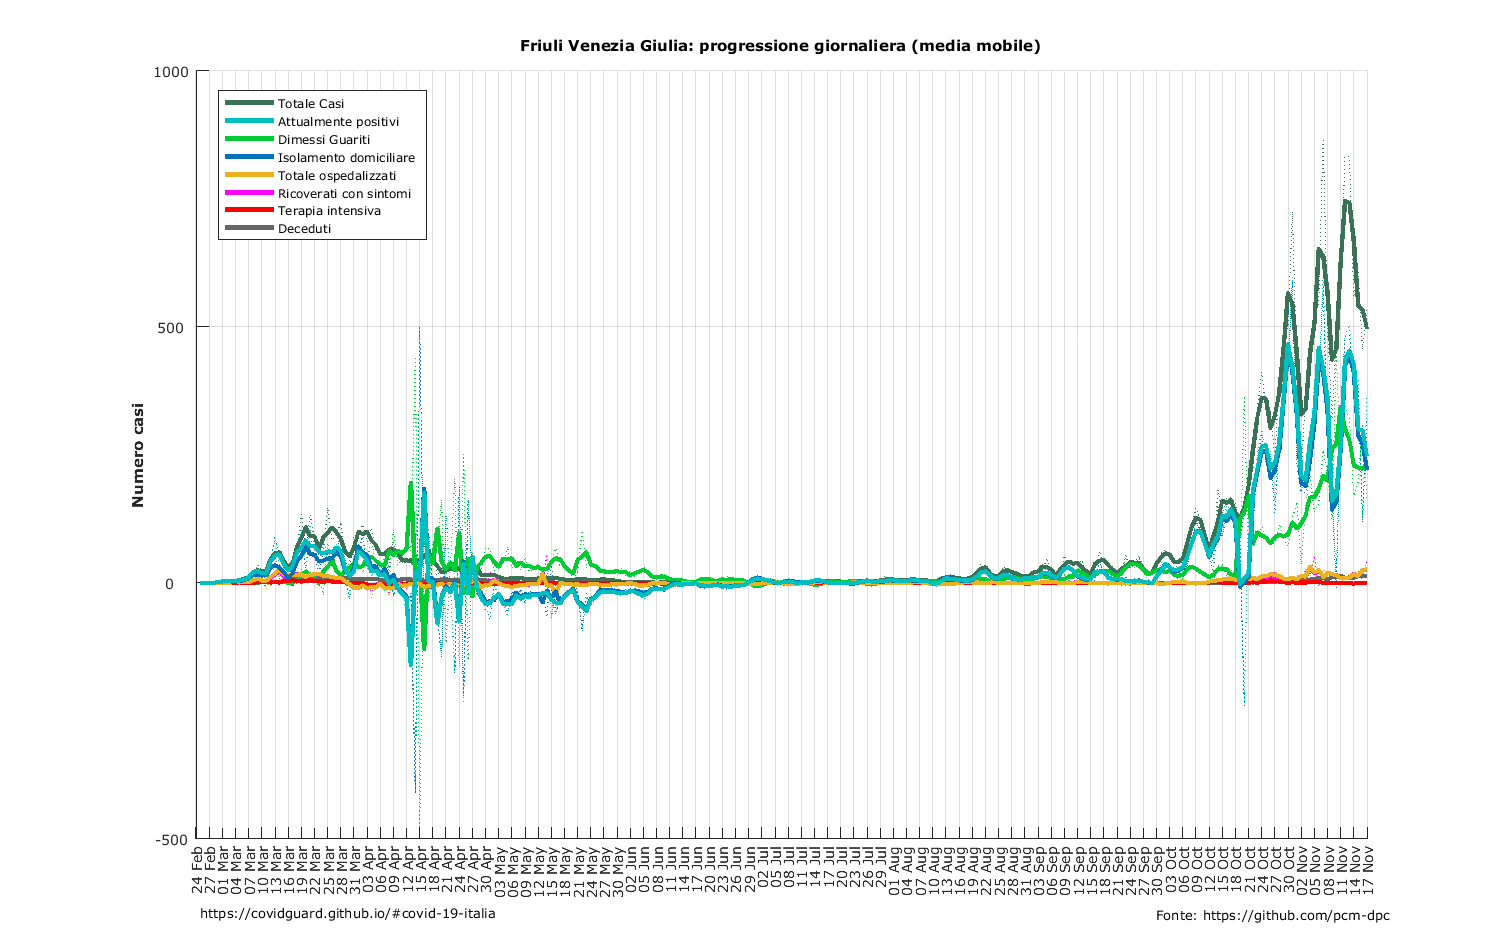 Friuli Venezia Giulia: progressione giornaliera (media mobile)
1000
500
0
-500
Numero casi
Totale Casi
Attualmente positivi
Dimessi Guariti
Isolamento domiciliare
Totale ospedalizzati
Ricoverati con sintomi
Terapia intensiva
Deceduti
24 Feb
27 Feb
01 Mar
04 Mar
07 Mar
10 Mar
13 Mar
16 Mar
19 Mar
22 Mar
25 Mar
28 Mar
31 Mar
03 Apr
06 Apr
09 Apr
12 Apr
15 Apr
18 Apr
21 Apr
24 Apr
27 Apr
30 Apr
03 May
06 May
09 May
12 May
15 May
18 May
21 May
24 May
27 May
30 May
02 Jun
05 Jun
08 Jun
11 Jun
14 Jun
17 Jun
20 Jun
23 Jun
26 Jun
29 Jun
02 Jul
05 Jul
08 Jul
11 Jul
14 Jul
17 Jul
20 Jul
23 Jul
26 Jul
29 Jul
01 Aug
04 Aug
07 Aug
10 Aug
13 Aug
16 Aug
19 Aug
22 Aug
25 Aug
28 Aug
31 Aug
03 Sep
06 Sep
09 Sep
12 Sep
15 Sep
18 Sep
21 Sep
24 Sep
27 Sep
30 Sep
03 Oct
06 Oct
09 Oct
12 Oct
15 Oct
18 Oct
21 Oct
24 Oct
27 Oct
30 Oct
02 Nov
05 Nov
08 Nov
11 Nov
14 Nov
17 Nov
https://covidguard.github.io/#covid-19-italia
Fonte: https://github.com/pcm-dpc